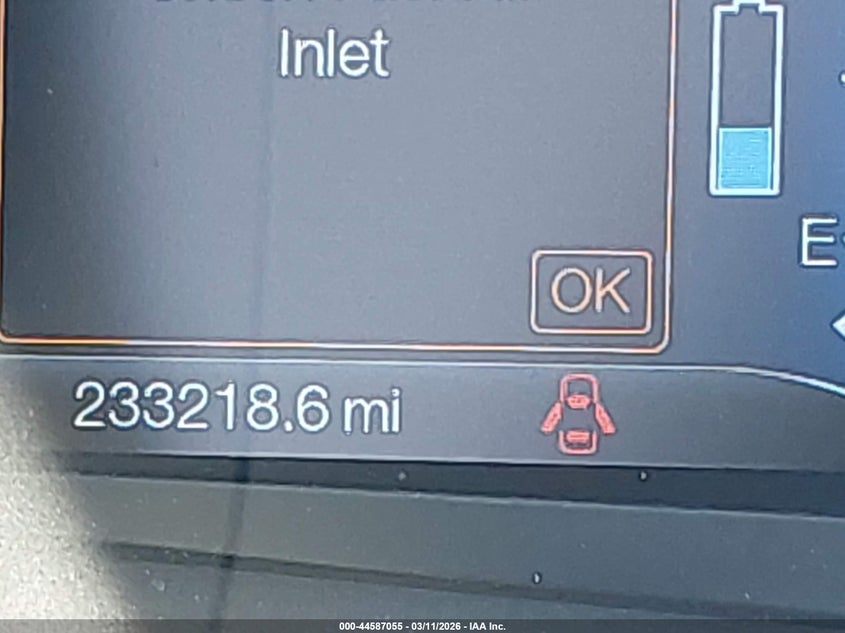 Inlet
E
OK
233218.6 mi
000-44587055 - 03/11/2026 - IAA Inc.